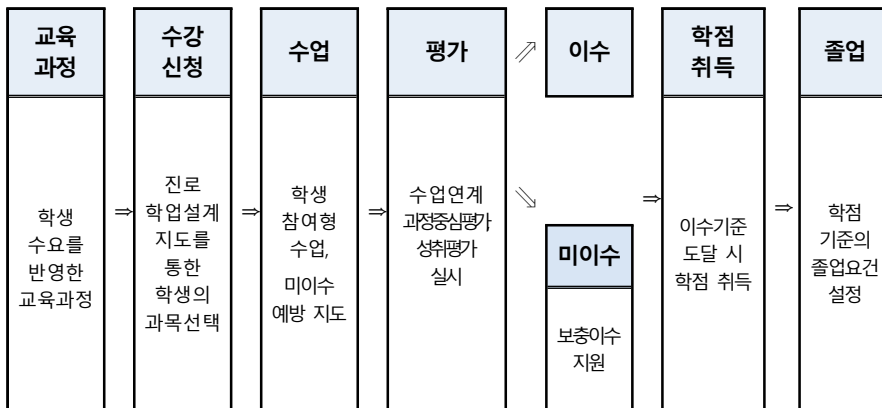 교육
과정
학생
수요를
반영한
교육과정
⇒
수강
신청
진로
학업설계
지도를
통한
학생의
과목선택
⇒
수업
학생
참여형
수업,
미이수
예방 지도
⇒
평가
수업연계
과정중심평가,
성취평가
실시
⇗
이수
⇘
미이수
보충이수
지원
⇒
학점
취득
이수기준
도달 시
학점 취득
⇒
졸업
학점
기준의
졸업요건
설정